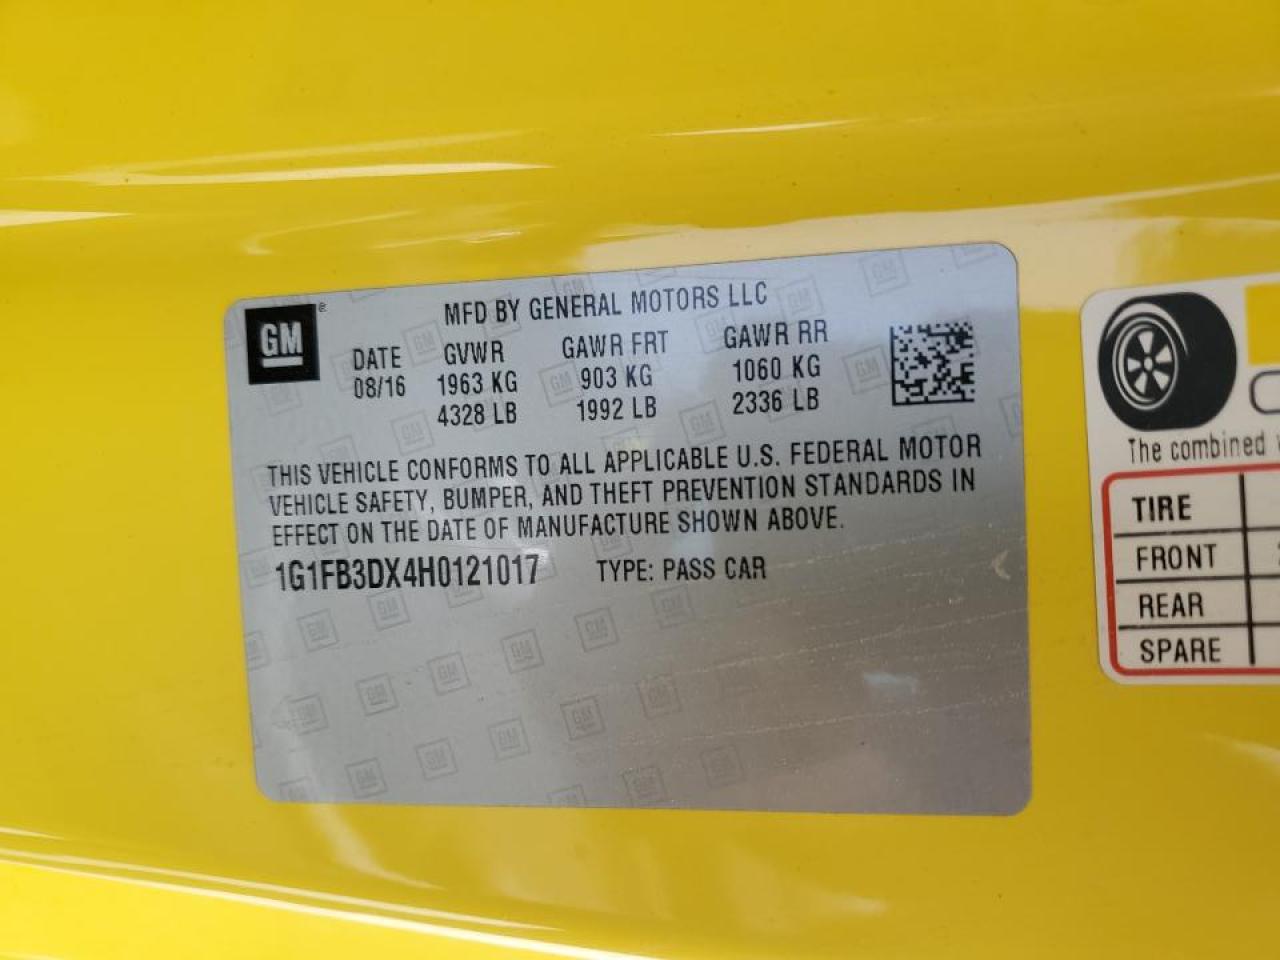 GM®
MFD BY GENERAL MOTORS LLC
DATE GVWR GAWR FRT GAWR RR
08/16 1963 KG 903 KG 1060 KG
4328 LB 1992 LB 2336 LB
THIS VEHICLE CONFORMS TO ALL APPLICABLE U.S. FEDERAL MOTOR
VEHICLE SAFETY, BUMPER, AND THEFT PREVENTION STANDARDS IN
EFFECT ON THE DATE OF MANUFACTURE SHOWN ABOVE.
1G1FB3DX4H0121017 TYPE: PASS CAR
The combined
TIRE
FRONT
REAR
SPARE